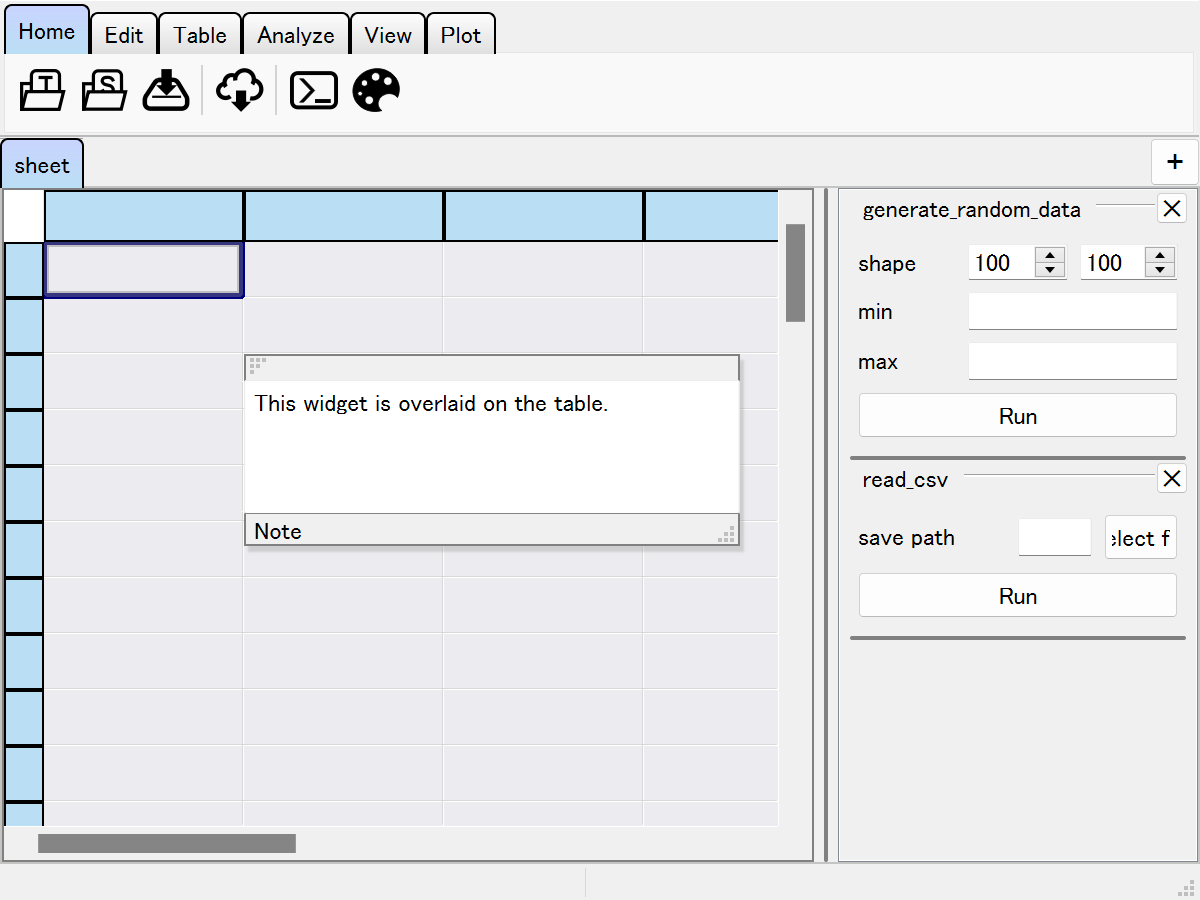 Home Edit Table Analyze View Plot
T S
sheet +
generate_random_data
shape 100 100
min
max
Run
This widget is overlaid on the table.
Note
read_csv
save path elect f
Run